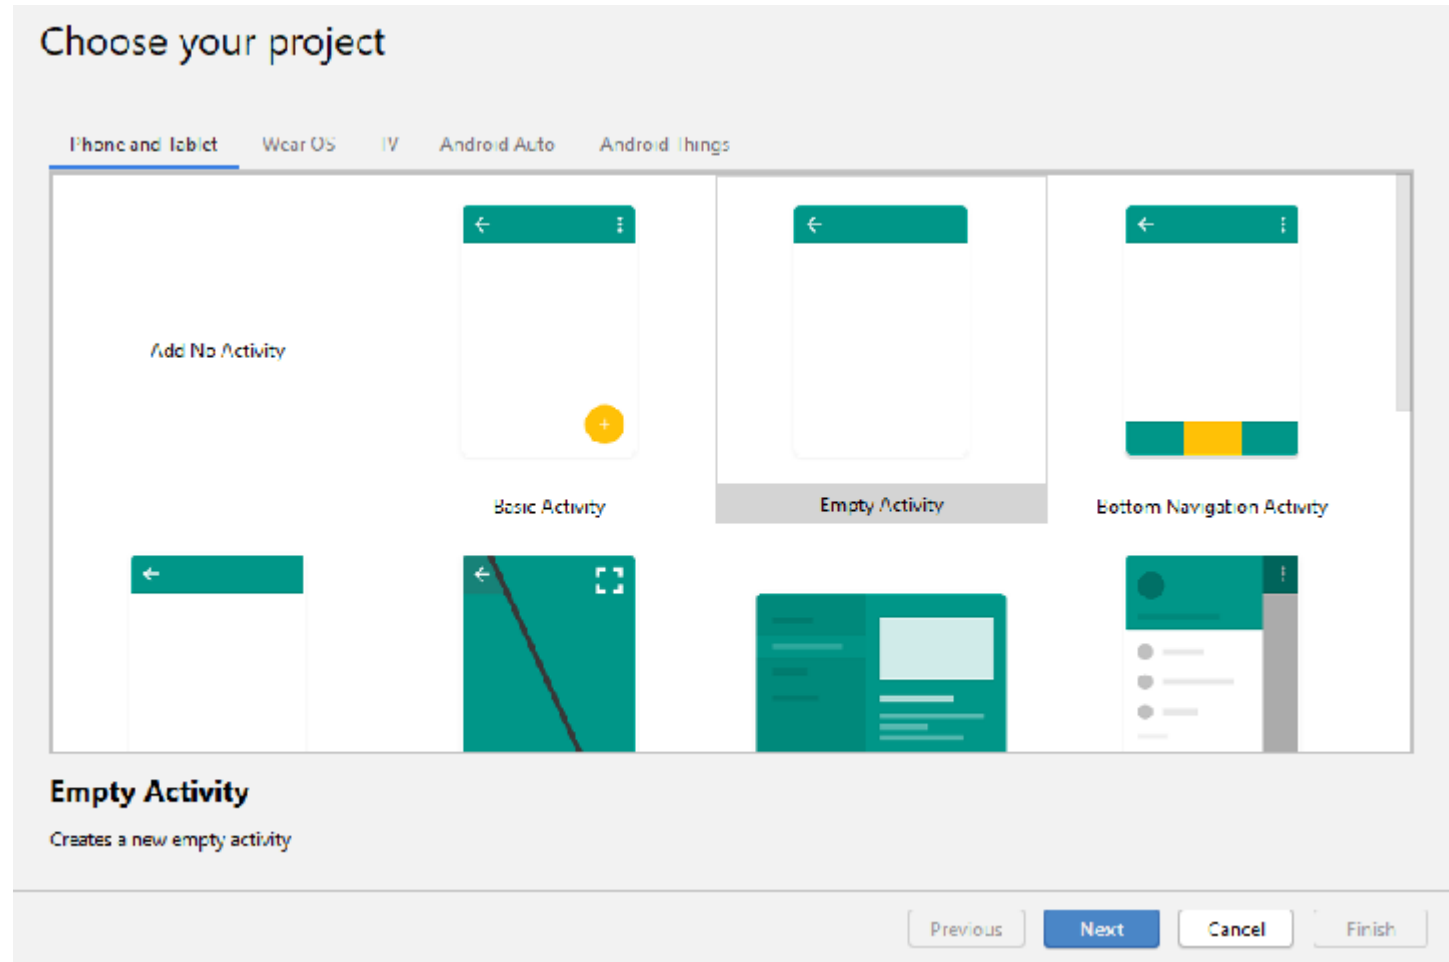 Choose your project
Phone and Tablet Wear OS TV Android Auto Android Things
Add No Activity
Basic Activity Empty Activity Bottom Navigation Activity
Empty Activity
Creates a new empty activity
Previous Next Cancel Finish